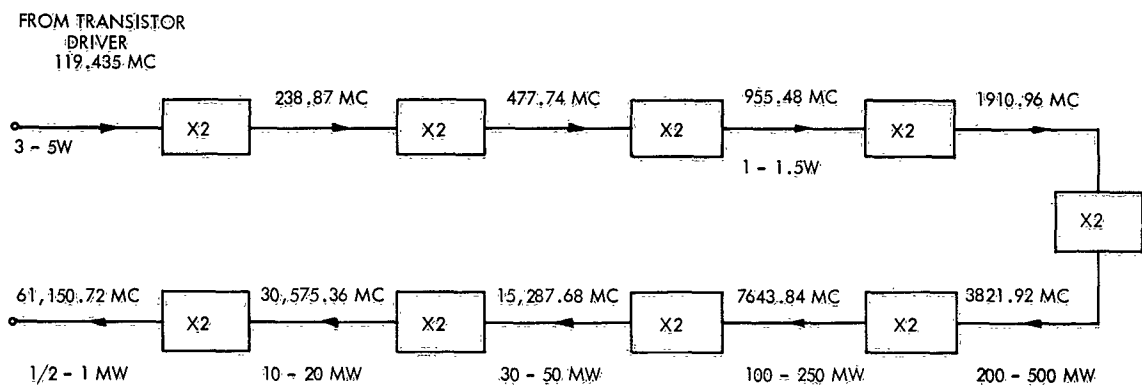 FROM TRANSISTOR
DRIVER
119.435 MC
238.87 MC
477.74 MC
955.48 MC
1910.96 MC
X2
X2
X2
X2
3 - 5W
1 - 1.5W
X2
61,150.72 MC
30,575.36 MC
15,287.68 MC
7643.84 MC
3821.92 MC
X2
X2
X2
X2
1/2 - 1 MW
10 - 20 MW
30 - 50 MW
100 - 250 MW
200 - 500 MW